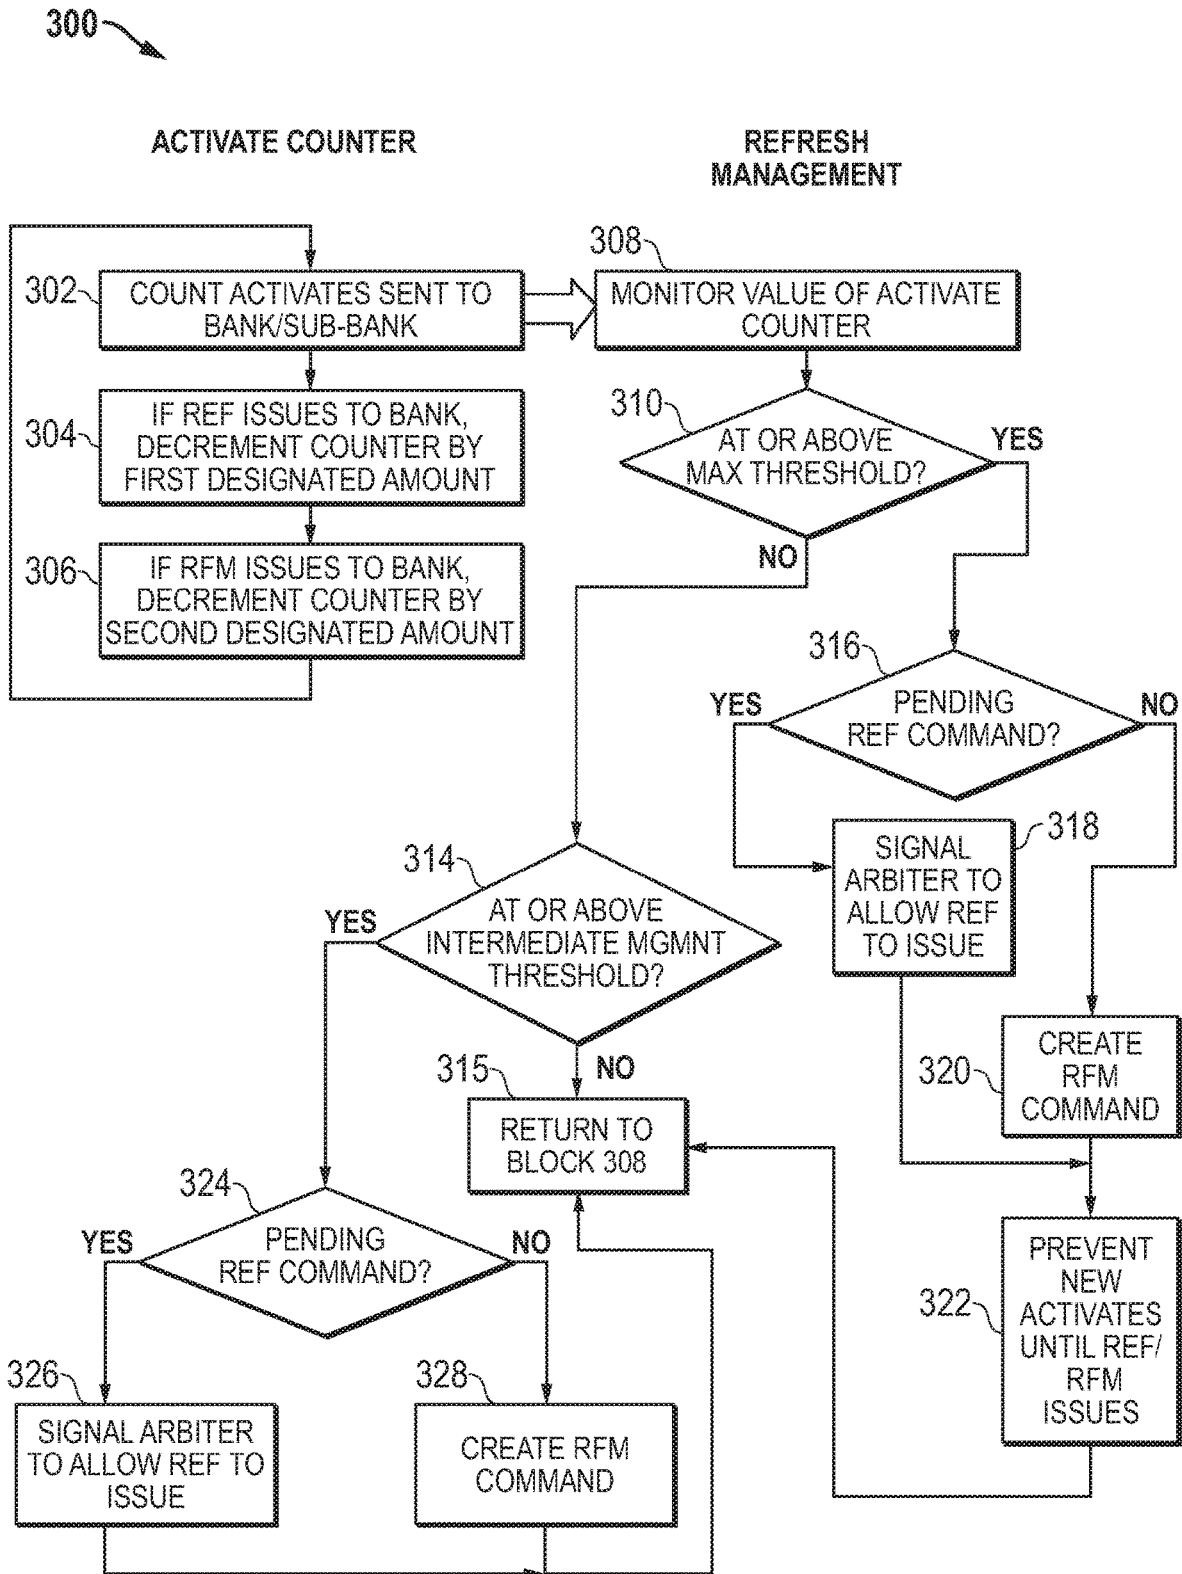 300
ACTIVATE COUNTER
REFRESH
MANAGEMENT
302
COUNT ACTIVATES SENT TO
BANK/SUB-BANK
304
IF REF ISSUES TO BANK,
DECREMENT COUNTER BY
FIRST DESIGNATED AMOUNT
306
IF RFM ISSUES TO BANK,
DECREMENT COUNTER BY
SECOND DESIGNATED AMOUNT
308
MONITOR VALUE OF ACTIVATE
COUNTER
310
AT OR ABOVE
MAX THRESHOLD?
YES
NO
316
PENDING
REF COMMAND?
YES
NO
318
SIGNAL
ARBITER TO
ALLOW REF
TO ISSUE
320
CREATE
RFM
COMMAND
322
PREVENT
NEW
ACTIVATES
UNTIL REF/
RFM
ISSUES
314
AT OR ABOVE
INTERMEDIATE MGMNT
THRESHOLD?
YES
NO
315
RETURN TO
BLOCK 308
324
PENDING
REF COMMAND?
YES
NO
326
SIGNAL ARBITER
TO ALLOW REF TO
ISSUE
328
CREATE RFM
COMMAND